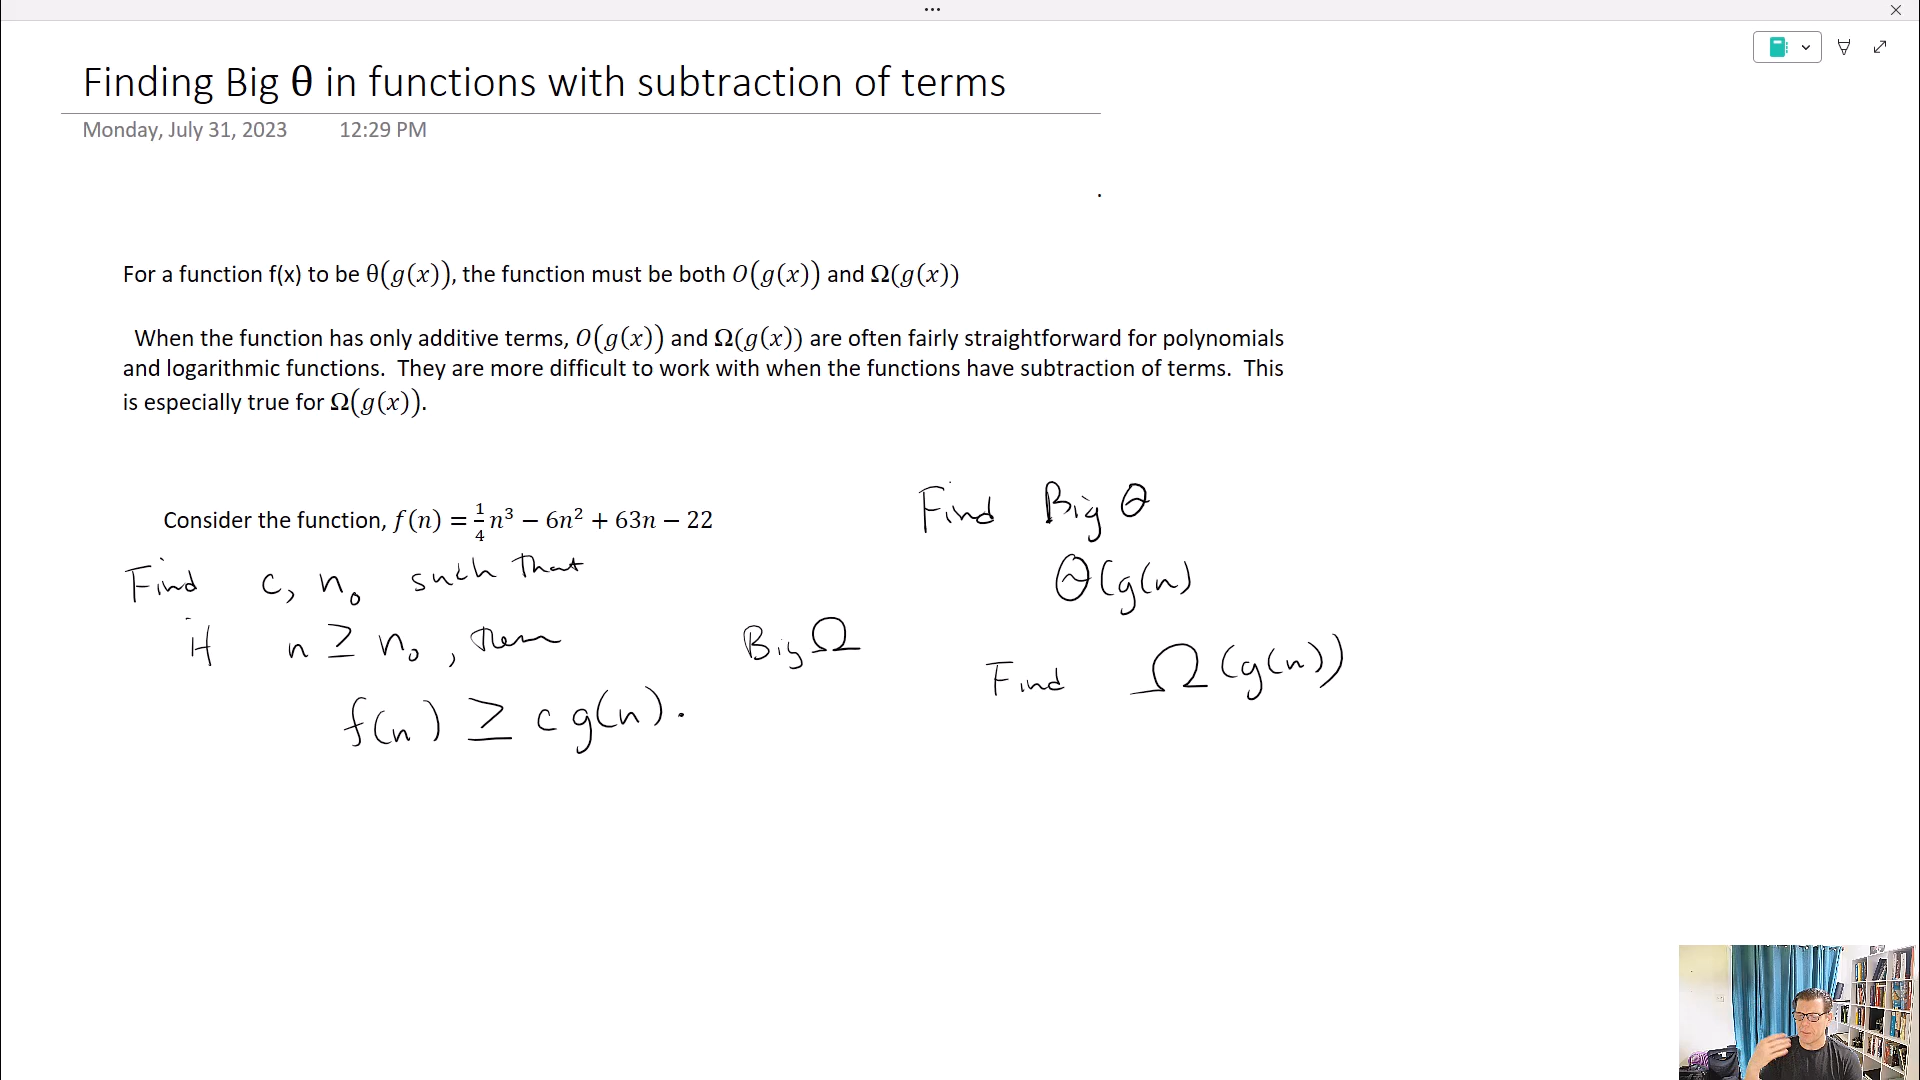 Finding Big θ in functions with subtraction of terms
Monday, July 31, 2023 12:29 PM
For a function f(x) to be θ(g(x)), the function must be both O(g(x)) and Ω(g(x))
When the function has only additive terms, O(g(x)) and Ω(g(x)) are often fairly straightforward for polynomials
and logarithmic functions. They are more difficult to work with when the functions have subtraction of terms. This
is especially true for Ω(g(x)).
Consider the function, f(n) = 1/4 n³ − 6n² + 63n − 22
Find Big θ
Find c, n₀ such that
θ(g(n)
if n ≥ n₀, then
Big Ω
Find Ω(g(n))
f(n) ≥ c g(n).